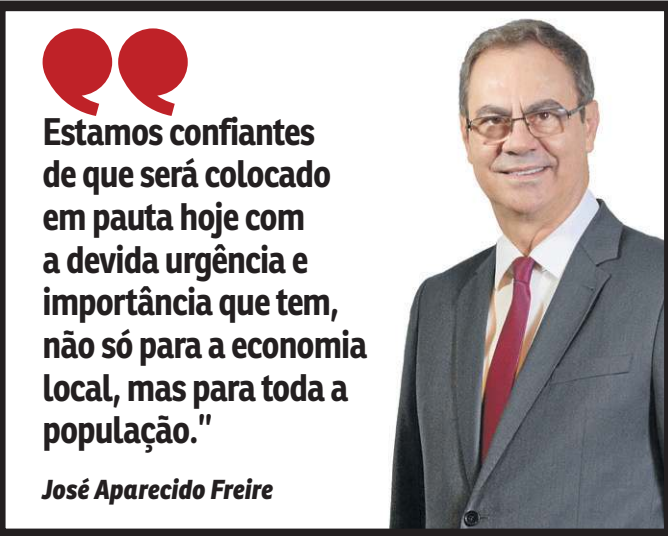 Estamos confiantes
de que será colocado
em pauta hoje com
a devida urgência e
importância que tem,
não só para a economia
local, mas para toda a
população."
José Aparecido Freire